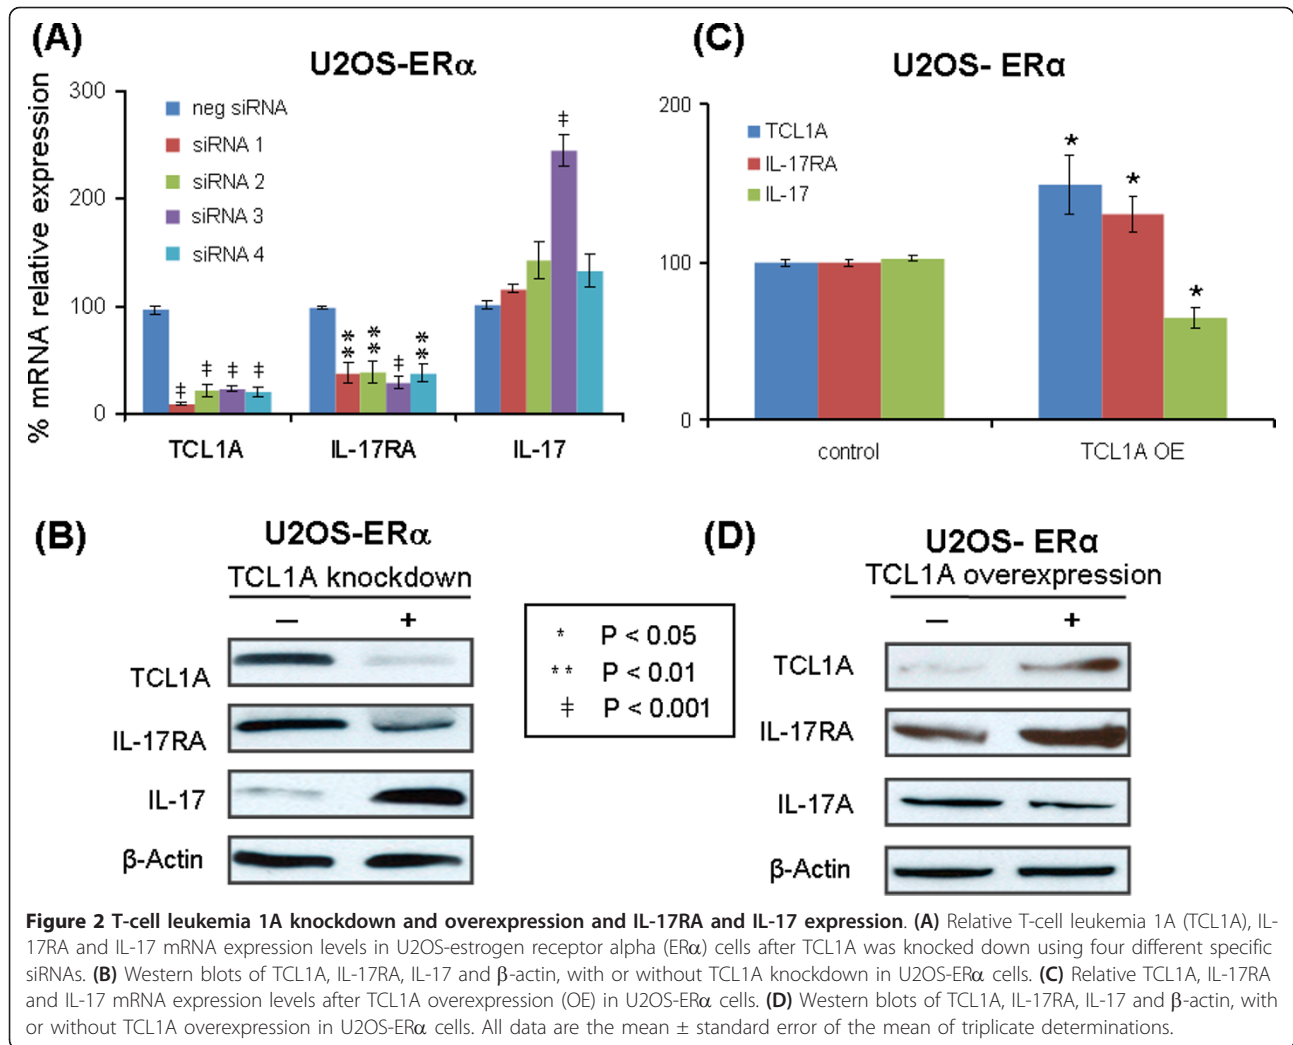 (A)
U2OS-ERα
% mRNA relative expression
300
200
100
0
neg siRNA
siRNA 1
siRNA 2
siRNA 3
siRNA 4
‡
‡
‡
‡
**
**
‡
**
‡
TCL1A
IL-17RA
IL-17
(C)
U2OS- ERα
200
100
0
TCL1A
IL-17RA
IL-17
*
*
*
control
TCL1A OE
(B)
U2OS-ERα
TCL1A knockdown
— +
TCL1A
IL-17RA
IL-17
β-Actin
* P < 0.05
** P < 0.01
‡ P < 0.001
(D)
U2OS- ERα
TCL1A overexpression
— +
TCL1A
IL-17RA
IL-17A
β-Actin
Figure 2 T-cell leukemia 1A knockdown and overexpression and IL-17RA and IL-17 expression. (A) Relative T-cell leukemia 1A (TCL1A), IL-
17RA and IL-17 mRNA expression levels in U2OS-estrogen receptor alpha (ERα) cells after TCL1A was knocked down using four different specific
siRNAs. (B) Western blots of TCL1A, IL-17RA, IL-17 and β-actin, with or without TCL1A knockdown in U2OS-ERα cells. (C) Relative TCL1A, IL-17RA
and IL-17 mRNA expression levels after TCL1A overexpression (OE) in U2OS-ERα cells. (D) Western blots of TCL1A, IL-17RA, IL-17 and β-actin, with
or without TCL1A overexpression in U2OS-ERα cells. All data are the mean ± standard error of the mean of triplicate determinations.